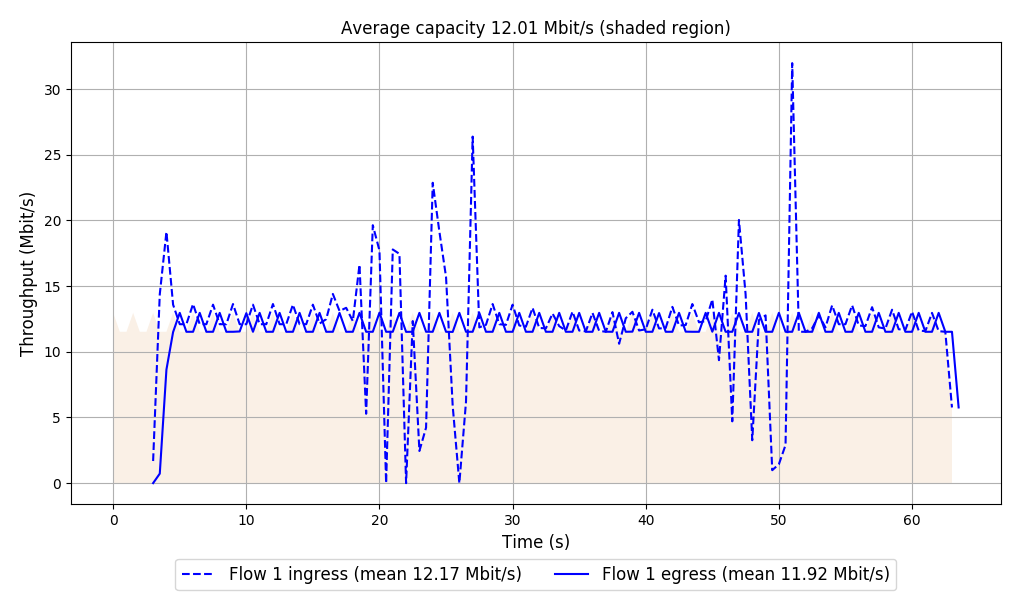 Average capacity 12.01 Mbit/s (shaded region)
Throughput (Mbit/s)
30
25
20
15
10
5
0
0 10 20 30 40 50 60
Time (s)
Flow 1 ingress (mean 12.17 Mbit/s) Flow 1 egress (mean 11.92 Mbit/s)